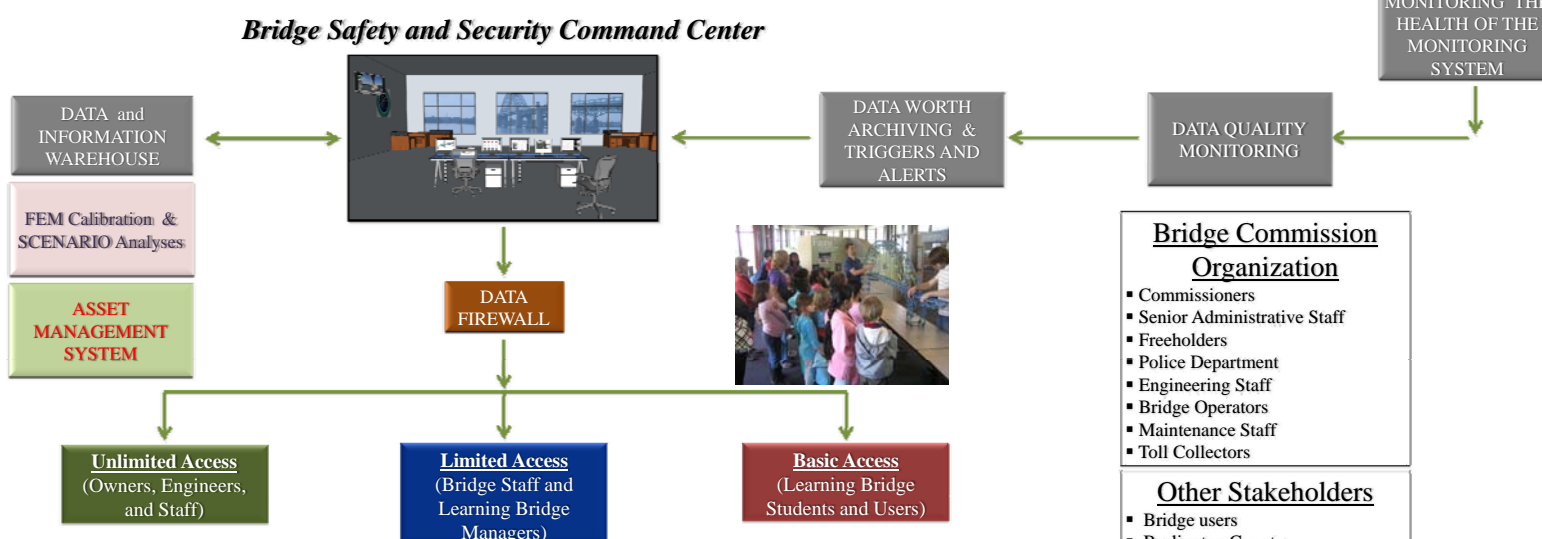 MONITORING THE
HEALTH OF THE
MONITORING
SYSTEM
Bridge Safety and Security Command Center
DATA and
INFORMATION
WAREHOUSE
DATA WORTH
ARCHIVING &
TRIGGERS AND
ALERTS
DATA QUALITY
MONITORING
FEM Calibration &
SCENARIO Analyses
ASSET
MANAGEMENT
SYSTEM
DATA
FIREWALL
Unlimited Access
(Owners, Engineers,
and Staff)
Limited Access
(Bridge Staff and
Learning Bridge
Managers)
Basic Access
(Learning Bridge
Students and Users)
Bridge Commission
Organization
▪ Commissioners
▪ Senior Administrative Staff
▪ Freeholders
▪ Police Department
▪ Engineering Staff
▪ Bridge Operators
▪ Maintenance Staff
▪ Toll Collectors
Other Stakeholders
▪ Bridge users